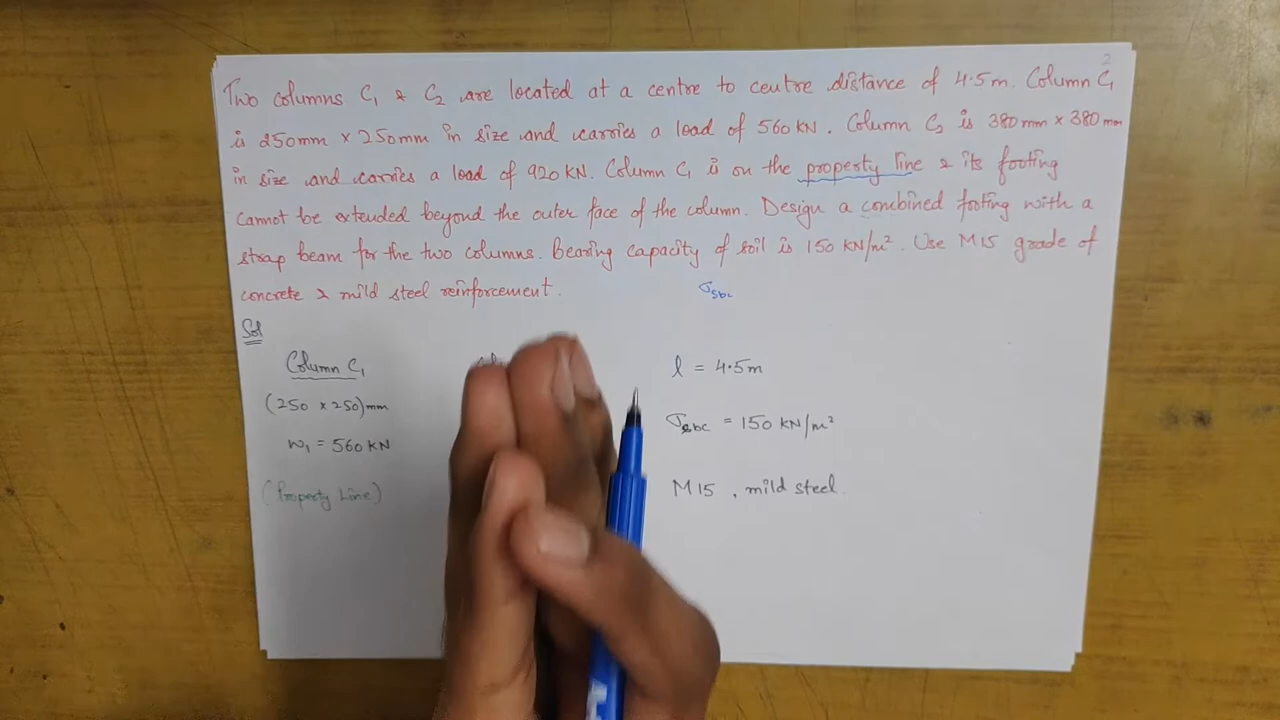 2
Two columns C₁ & C₂ are located at a centre to centre distance of 4.5m. Column C₁
is 250mm × 250mm in size and carries a load of 560 KN. Column C₂ is 380 mm × 380 mm
in size and carries a load of 920 KN. Column C₁ is on the property line & its footing
cannot be extended beyond the outer face of the column. Design a combined footing with a
strap beam for the two columns. Bearing capacity of soil is 150 KN/m². Use M15 grade of
concrete & mild steel reinforcement.
σsbc
Sol
Column C₁
l = 4.5m
(250 × 250)mm
σsbc = 150 KN/m²
w₁ = 560 KN
(Property Line)
M15 , mild steel.